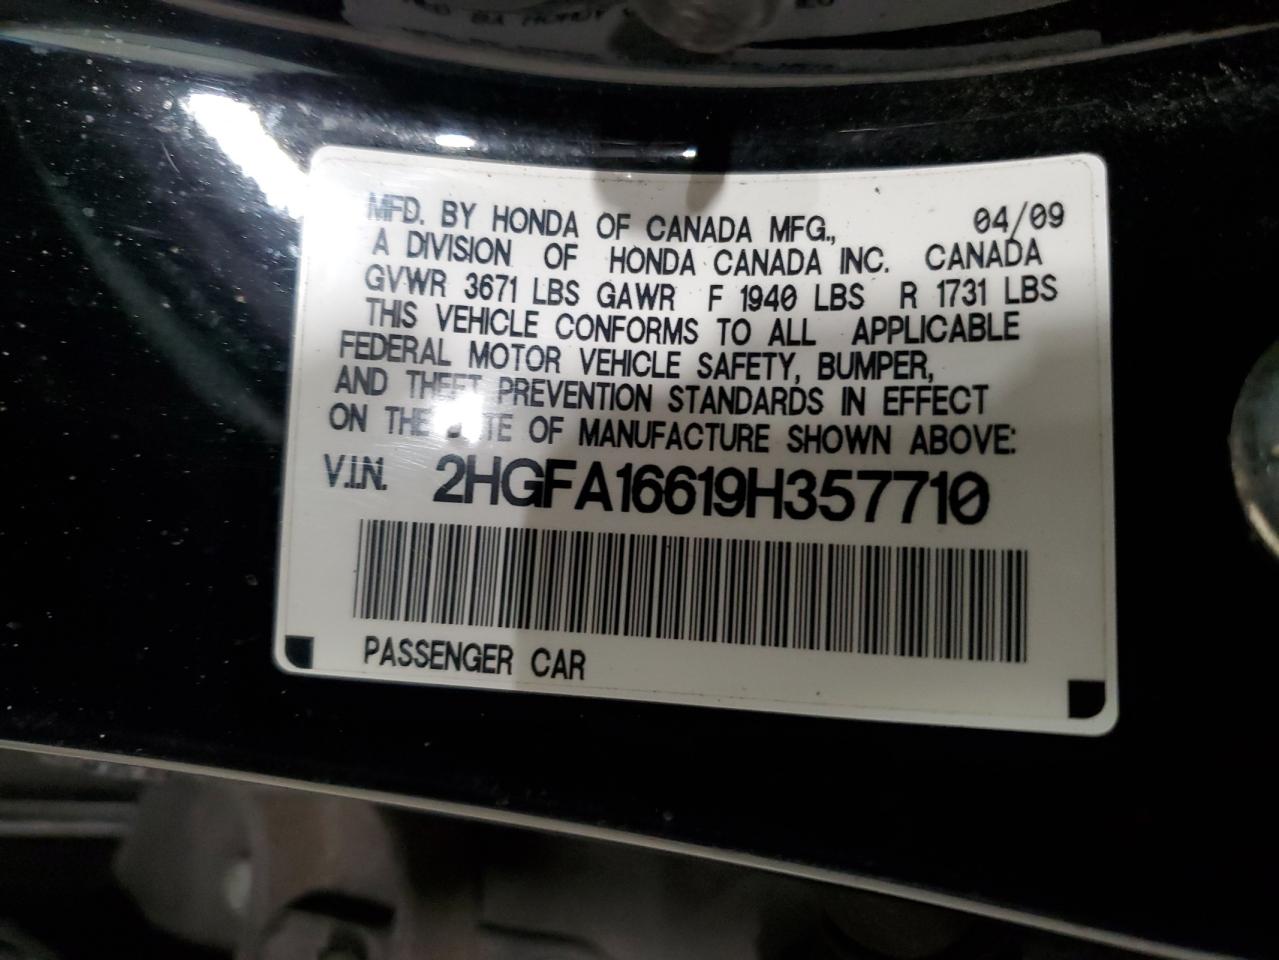 MFD. BY HONDA OF CANADA MFG., 04/09
A DIVISION OF HONDA CANADA INC. CANADA
GVWR 3671 LBS GAWR F 1940 LBS R 1731 LBS
THIS VEHICLE CONFORMS TO ALL APPLICABLE
FEDERAL MOTOR VEHICLE SAFETY, BUMPER,
AND THEFT PREVENTION STANDARDS IN EFFECT
ON THE DATE OF MANUFACTURE SHOWN ABOVE:
V.I.N. 2HGFA16619H357710
PASSENGER CAR